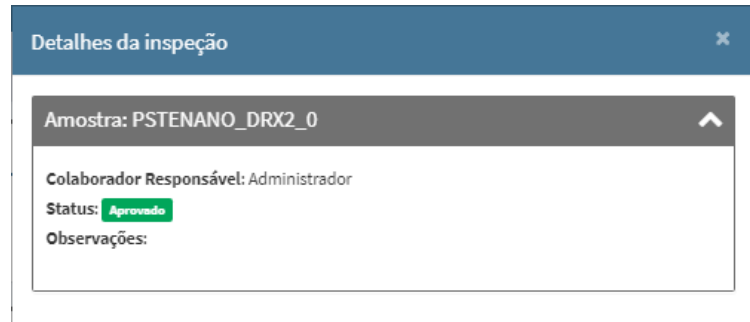 Detalhes da inspeção
Amostra: PSTENANO_DRX2_0
Colaborador Responsável: Administrador
Status: Aprovado
Observações: